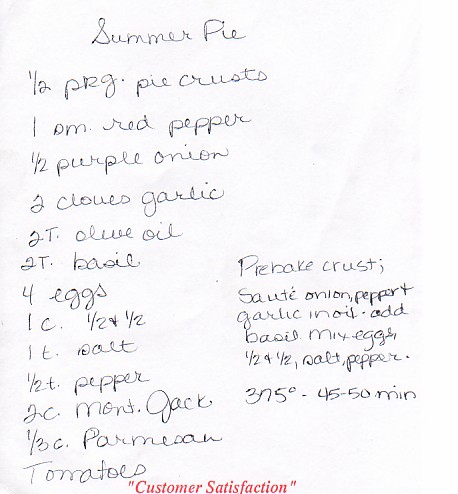 Summer Pie
1/2 pkg. pie crusts
1 sm. red pepper
1/2 purple onion
2 cloves garlic
2T. olive oil
2T. basil
4 eggs
1 c. 1/2 & 1/2
1 t. salt
1/2 t. pepper
2c. Mont. Jack
1/3 c. Parmesan
Tomatoes
Prebake crust;
Sauté onion, pepper &
garlic in oil. add
basil. Mix eggs,
1/2 & 1/2, salt, pepper.
375° - 45-50 min
"Customer Satisfaction"